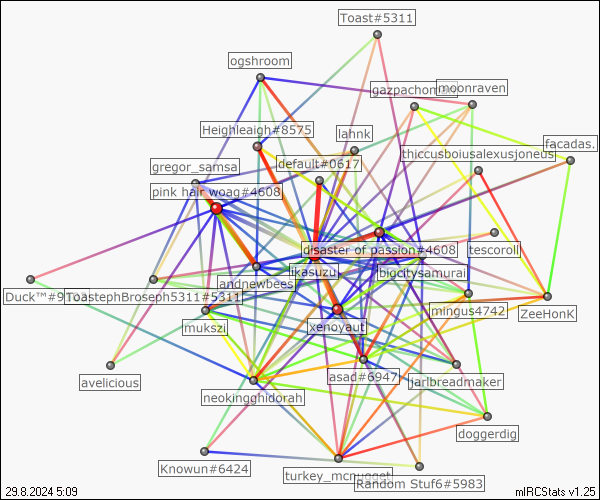 Toast#5311
ogshroom
moonraven
Heighleaigh#8575
lahnk
facadas.
thiccusboiusalexusjoneus
default#0617
gregor_samsa
pink hair woag#4608
disaster of passion#4608
tescoroll
bigcitysamurai
ikasuzu
andnewbees
Duck™#9
ToastephBroseph5311#5311
mingus4742
ZeeHonK
mukszi
xenoyaut
asad#6947
jarlbreadmaker
avelicious
neokingghidorah
doggerdig
Knowun#6424
turkey_mcnugget
Random Stuf6#5983
29.8.2024 5:09
mIRCStats v1.25